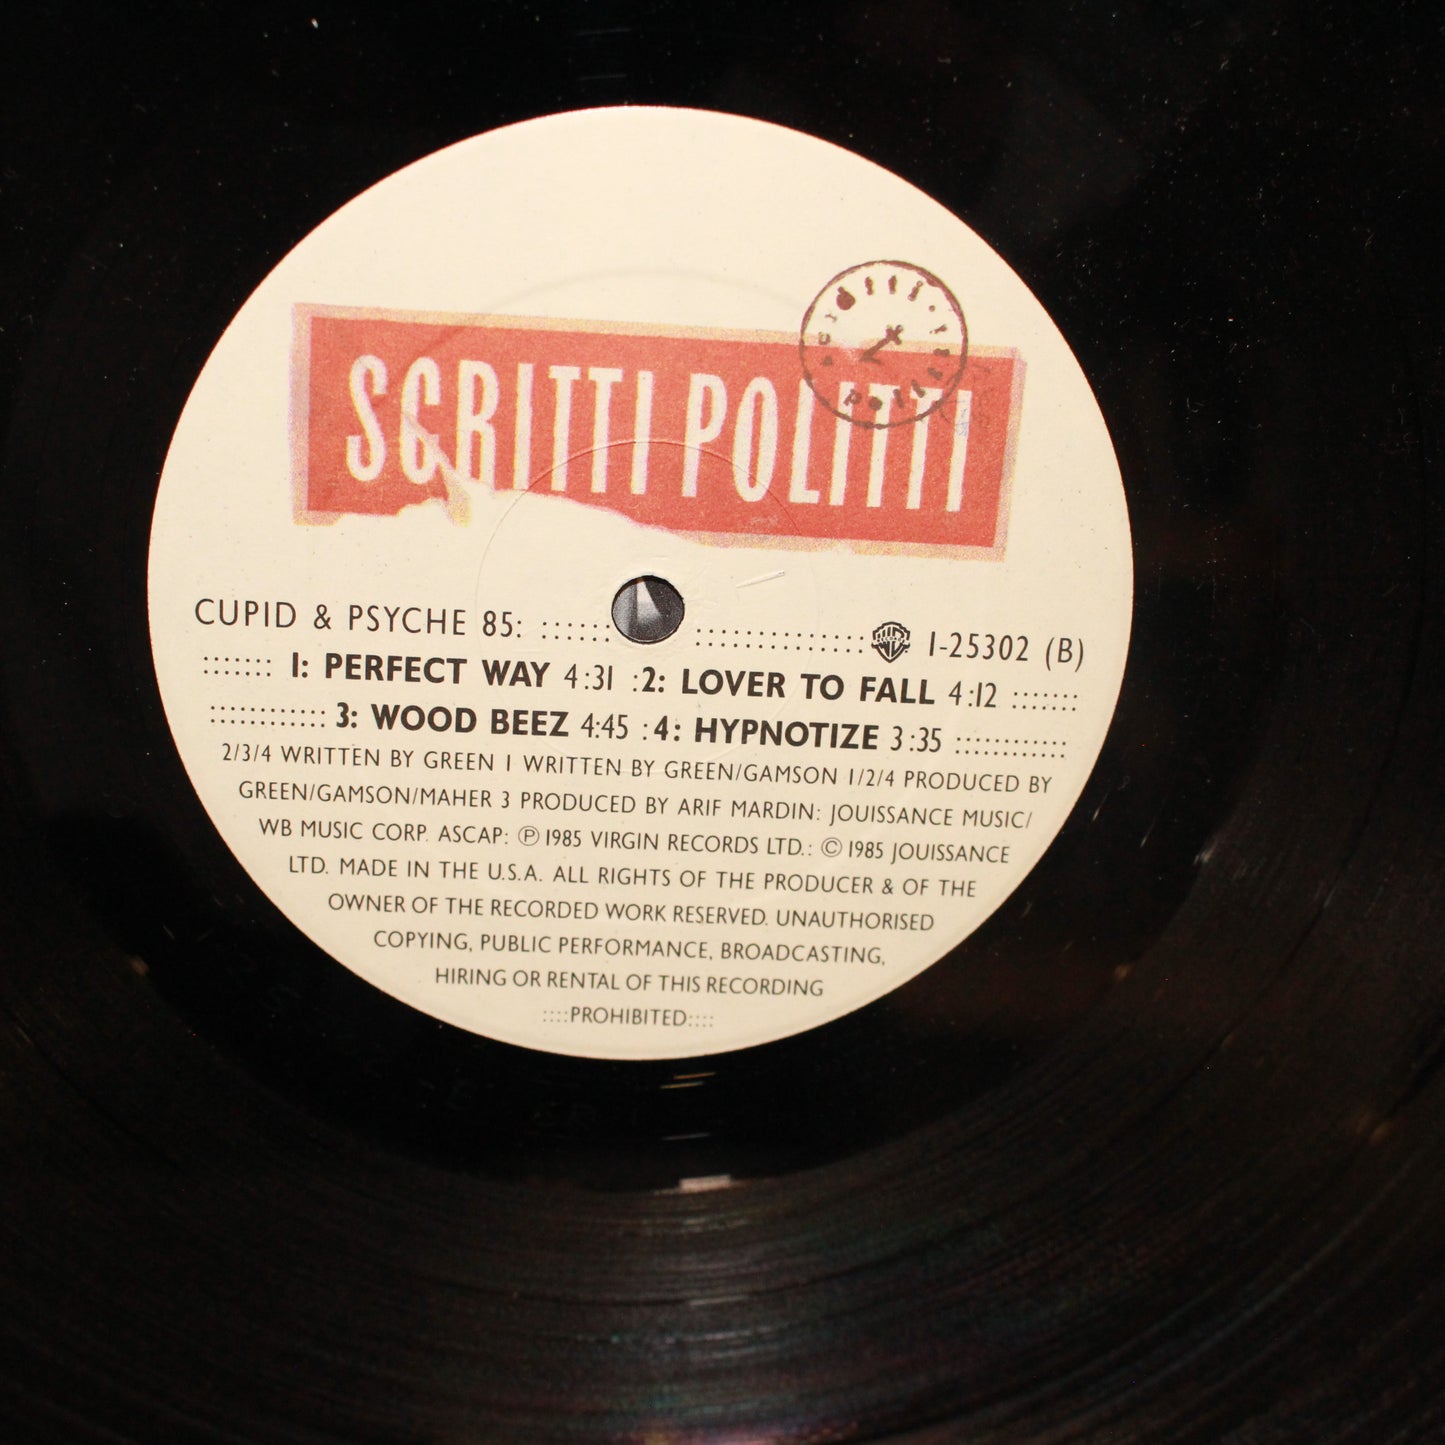 SCRITTI POLITTI
scritti politti
CUPID & PSYCHE 85: :::::: ::::::::::::::: 1-25302 (B)
::::::: 1: PERFECT WAY 4:31 :2: LOVER TO FALL 4:12 :::::::
:::::::::::: 3: WOOD BEEZ 4:45 :4: HYPNOTIZE 3:35 ::::::::::::
2/3/4 WRITTEN BY GREEN 1 WRITTEN BY GREEN/GAMSON 1/2/4 PRODUCED BY
GREEN/GAMSON/MAHER 3 PRODUCED BY ARIF MARDIN: JOUISSANCE MUSIC/
WB MUSIC CORP. ASCAP: ℗ 1985 VIRGIN RECORDS LTD.: © 1985 JOUISSANCE
LTD. MADE IN THE U.S.A. ALL RIGHTS OF THE PRODUCER & OF THE
OWNER OF THE RECORDED WORK RESERVED. UNAUTHORISED
COPYING, PUBLIC PERFORMANCE, BROADCASTING,
HIRING OR RENTAL OF THIS RECORDING
::::PROHIBITED::::